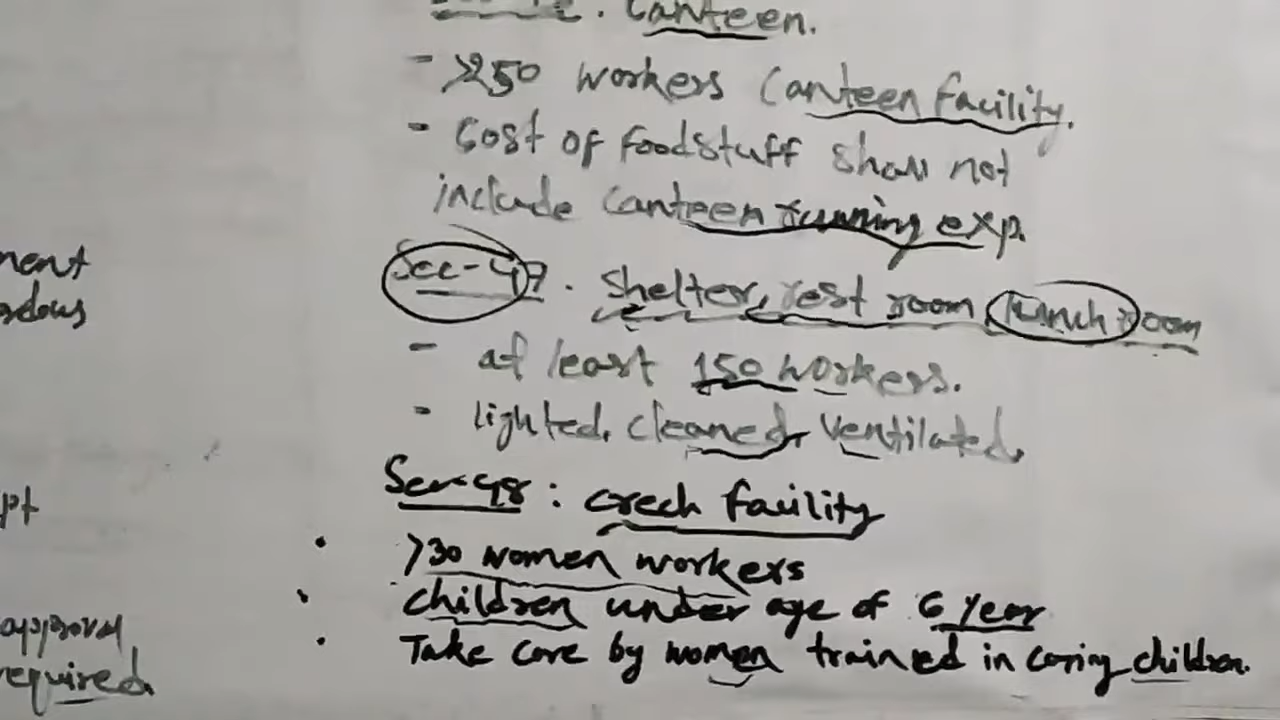 Canteen.
- >250 workers Canteen facility.
- Cost of foodstuff shall not
include canteen running exp.
Sec-47. Shelter, rest room, lunch room
- at least 150 workers.
- lighted, cleaned, ventilated.
Sec-48: crech facility
• >30 women workers
• children under age of 6 year
• Take care by women trained in caring children.
ment
dous
pt
approval
required.